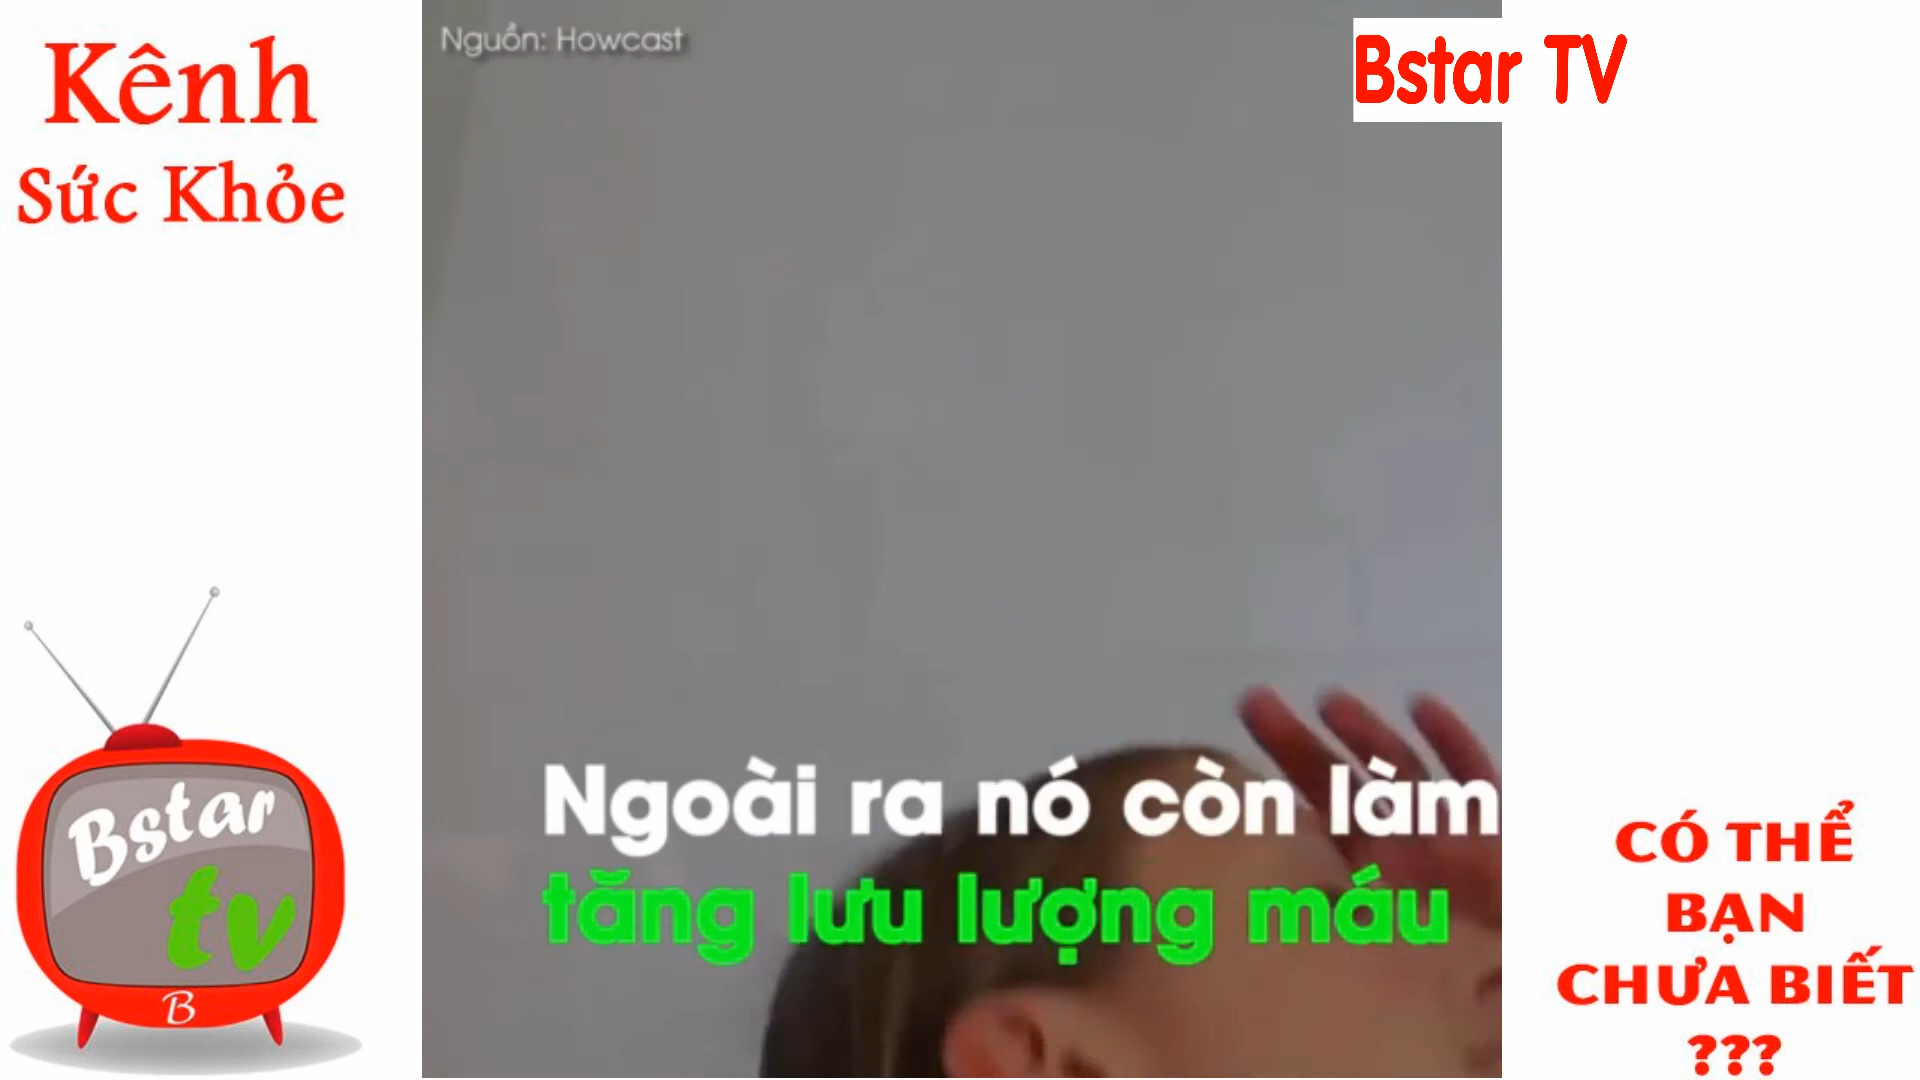 Kênh
Sức Khỏe
Nguồn: Howcast
Bstar TV
Ngoài ra nó còn làm
tăng lưu lượng máu
Bstar
tv
B
CÓ THỂ
BẠN
CHƯA BIẾT
???